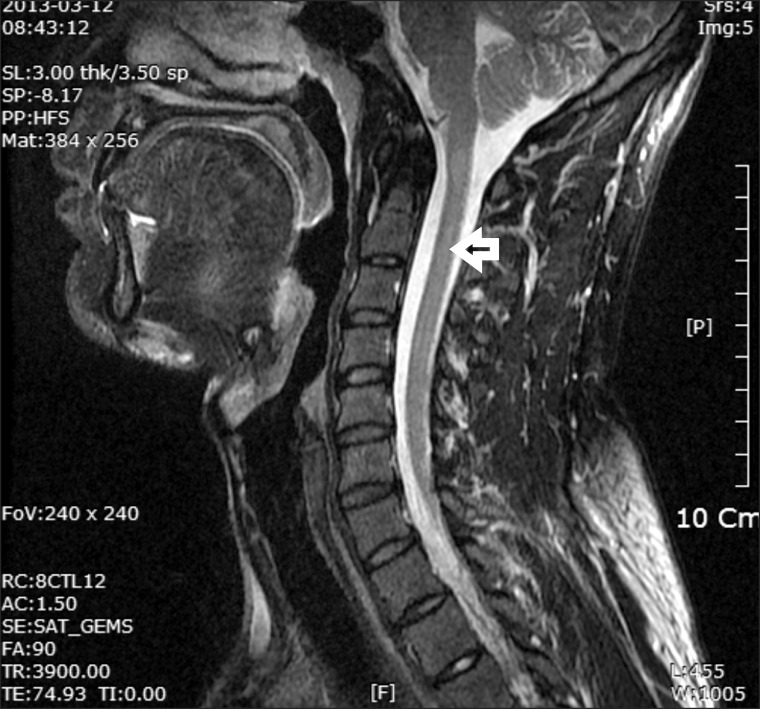 2013-03-12
08:43:12
Srs:4
Img:5
SL:3.00 thk/3.50 sp
SP:-8.17
PP:HFS
Mat:384 x 256
[P]
FoV:240 x 240
10 Cm
RC:8CTL12
AC:1.50
SE:SAT_GEMS
FA:90
TR:3900.00
TE:74.93 TI:0.00
[F]
L:455
W:1005